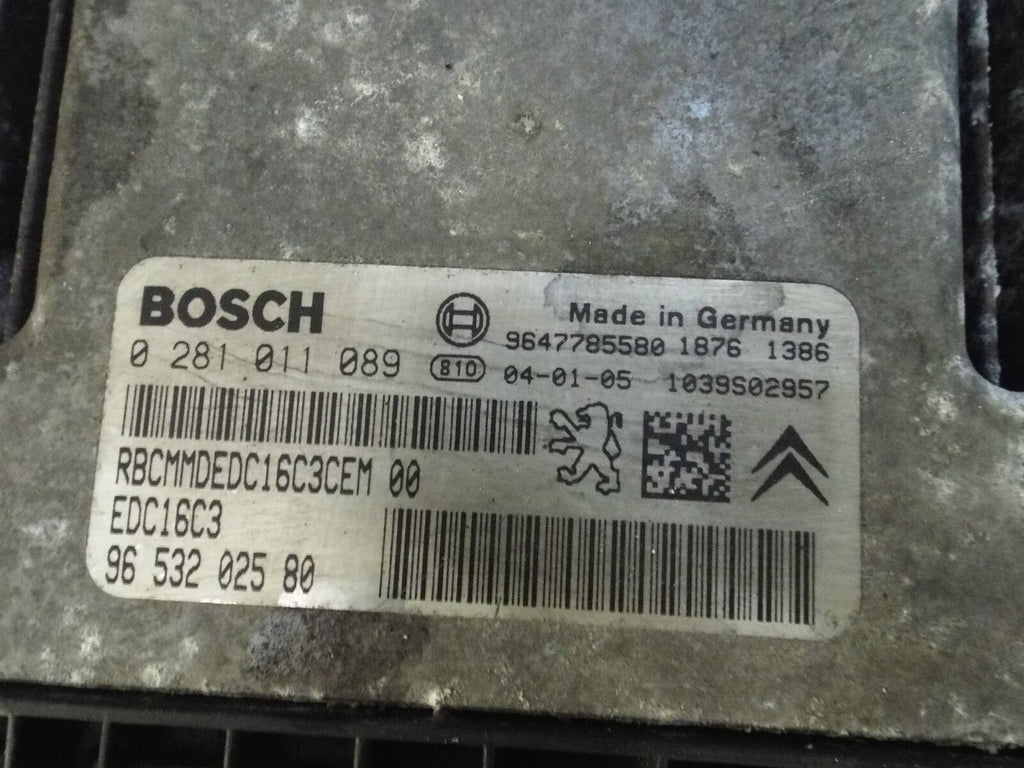 BOSCH
Made in Germany
9647785580 1876 1386
0 281 011 089 810 04-01-05 1039S02957
RBCMMDEDC16C3CEM 00
EDC16C3
96 532 025 80